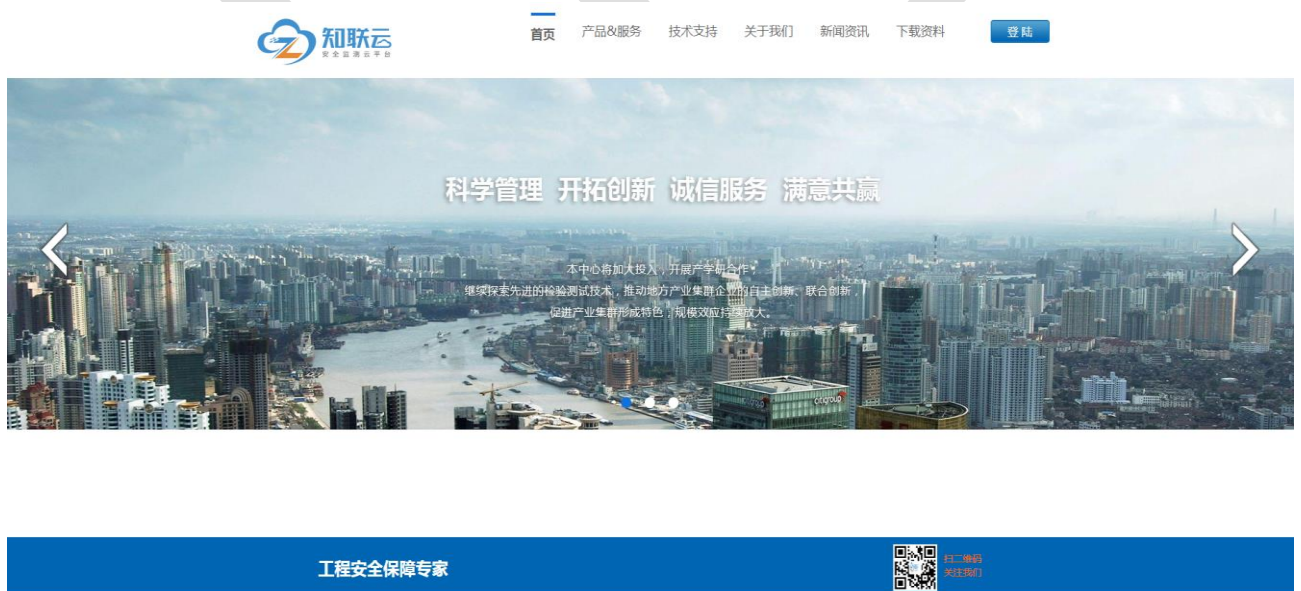 知联云
安全监测云平台
首页 产品&服务 技术支持 关于我们 新闻资讯 下载资料 登陆
科学管理 开拓创新 诚信服务 满意共赢
本中心将加大投入，开展产学研合作，
继续探索先进的检验测试技术，推动地方产业集群企业的自主创新、联合创新，
促进产业集群形成特色，规模效应持续放大。
citigroup
工程安全保障专家
扫二维码
关注我们